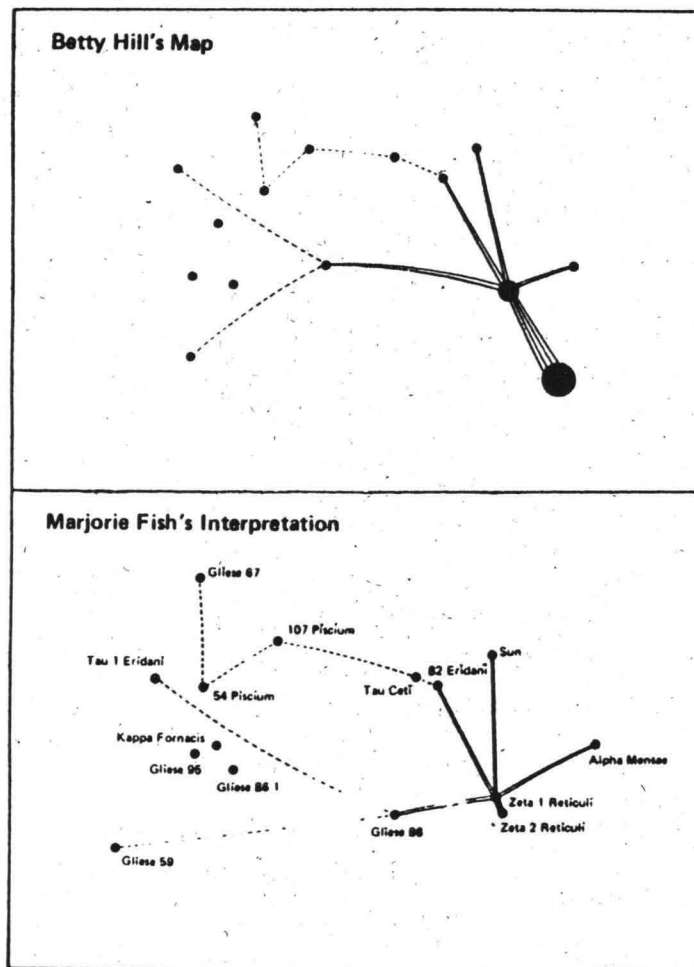 Betty Hill's Map
Marjorie Fish's Interpretation
Gliese 67
107 Piscium
Tau 1 Eridani
Sun
82 Eridani
54 Piscium
Tau Ceti
Kappa Fornacis
Gliese 95
Gliese 86 1
Alpha Mensae
Zeta 1 Reticuli
Gliese 86
Zeta 2 Reticuli
Gliese 59